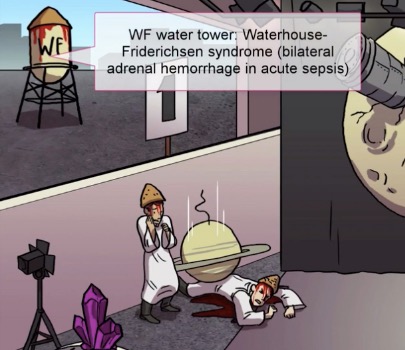 WF water tower: Waterhouse-
Friderichsen syndrome (bilateral
adrenal hemorrhage in acute sepsis)
WF
1